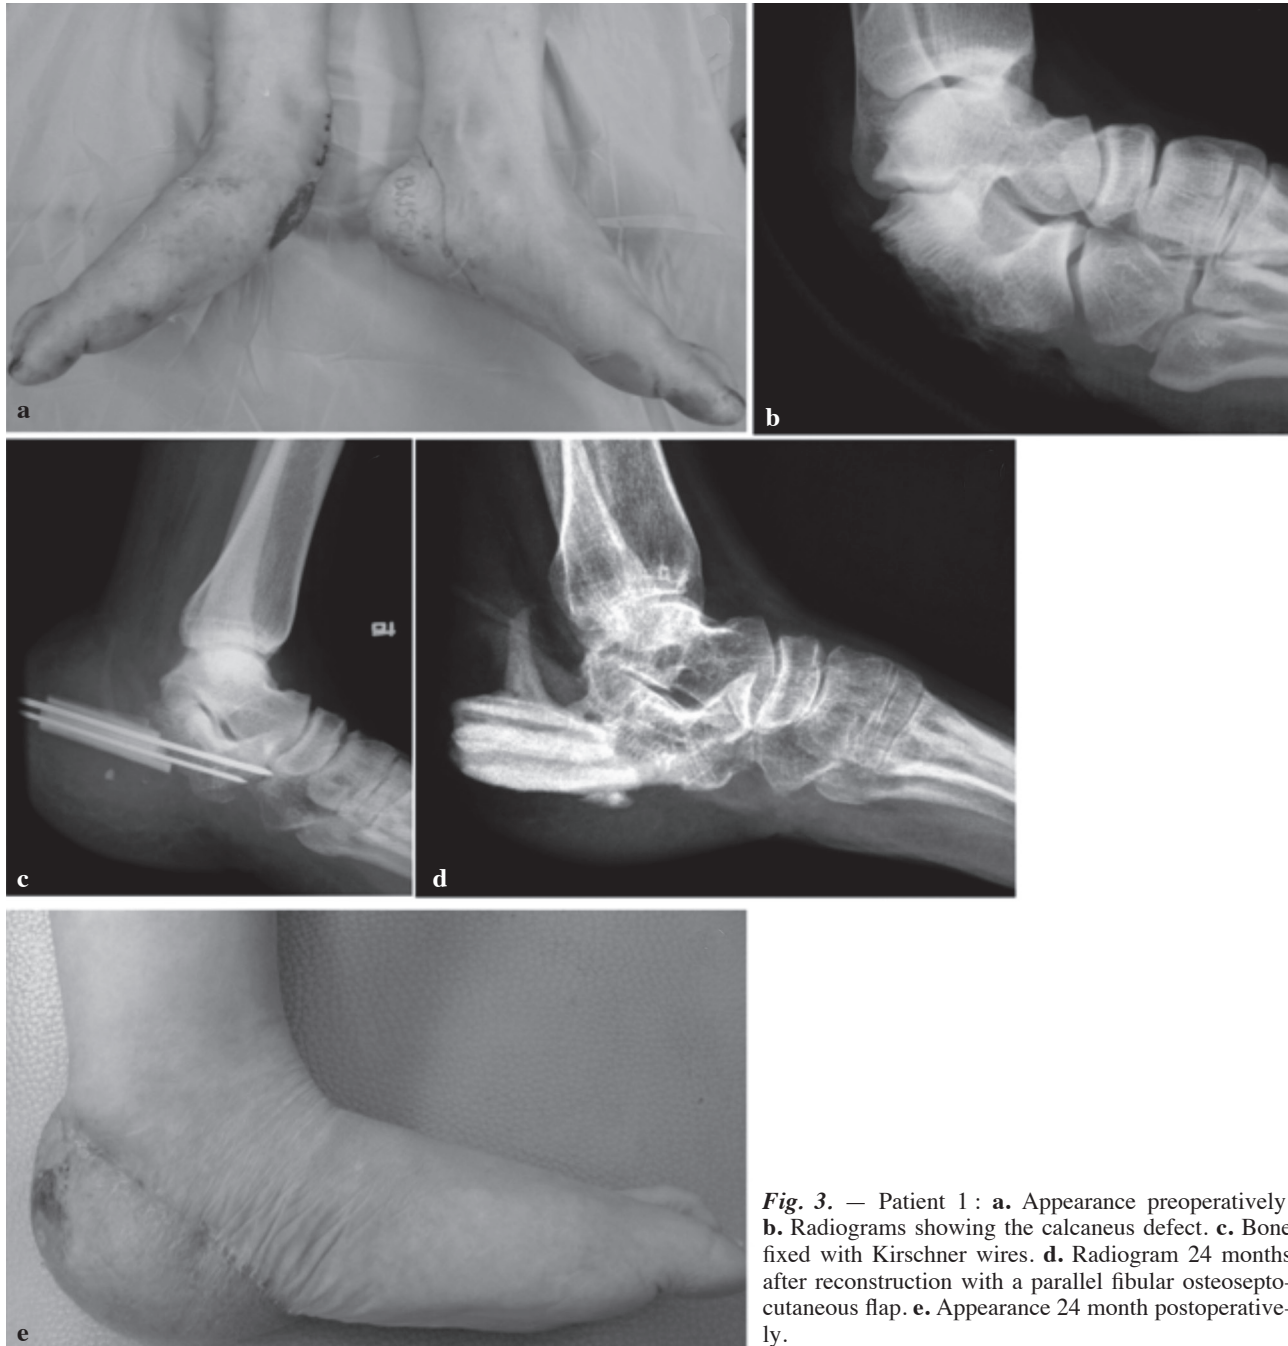 a
b
c
d
e
Fig. 3. — Patient 1 : a. Appearance preoperatively
b. Radiograms showing the calcaneus defect. c. Bone
fixed with Kirschner wires. d. Radiogram 24 months
after reconstruction with a parallel fibular osteosepto-
cutaneous flap. e. Appearance 24 month postoperative-
ly.